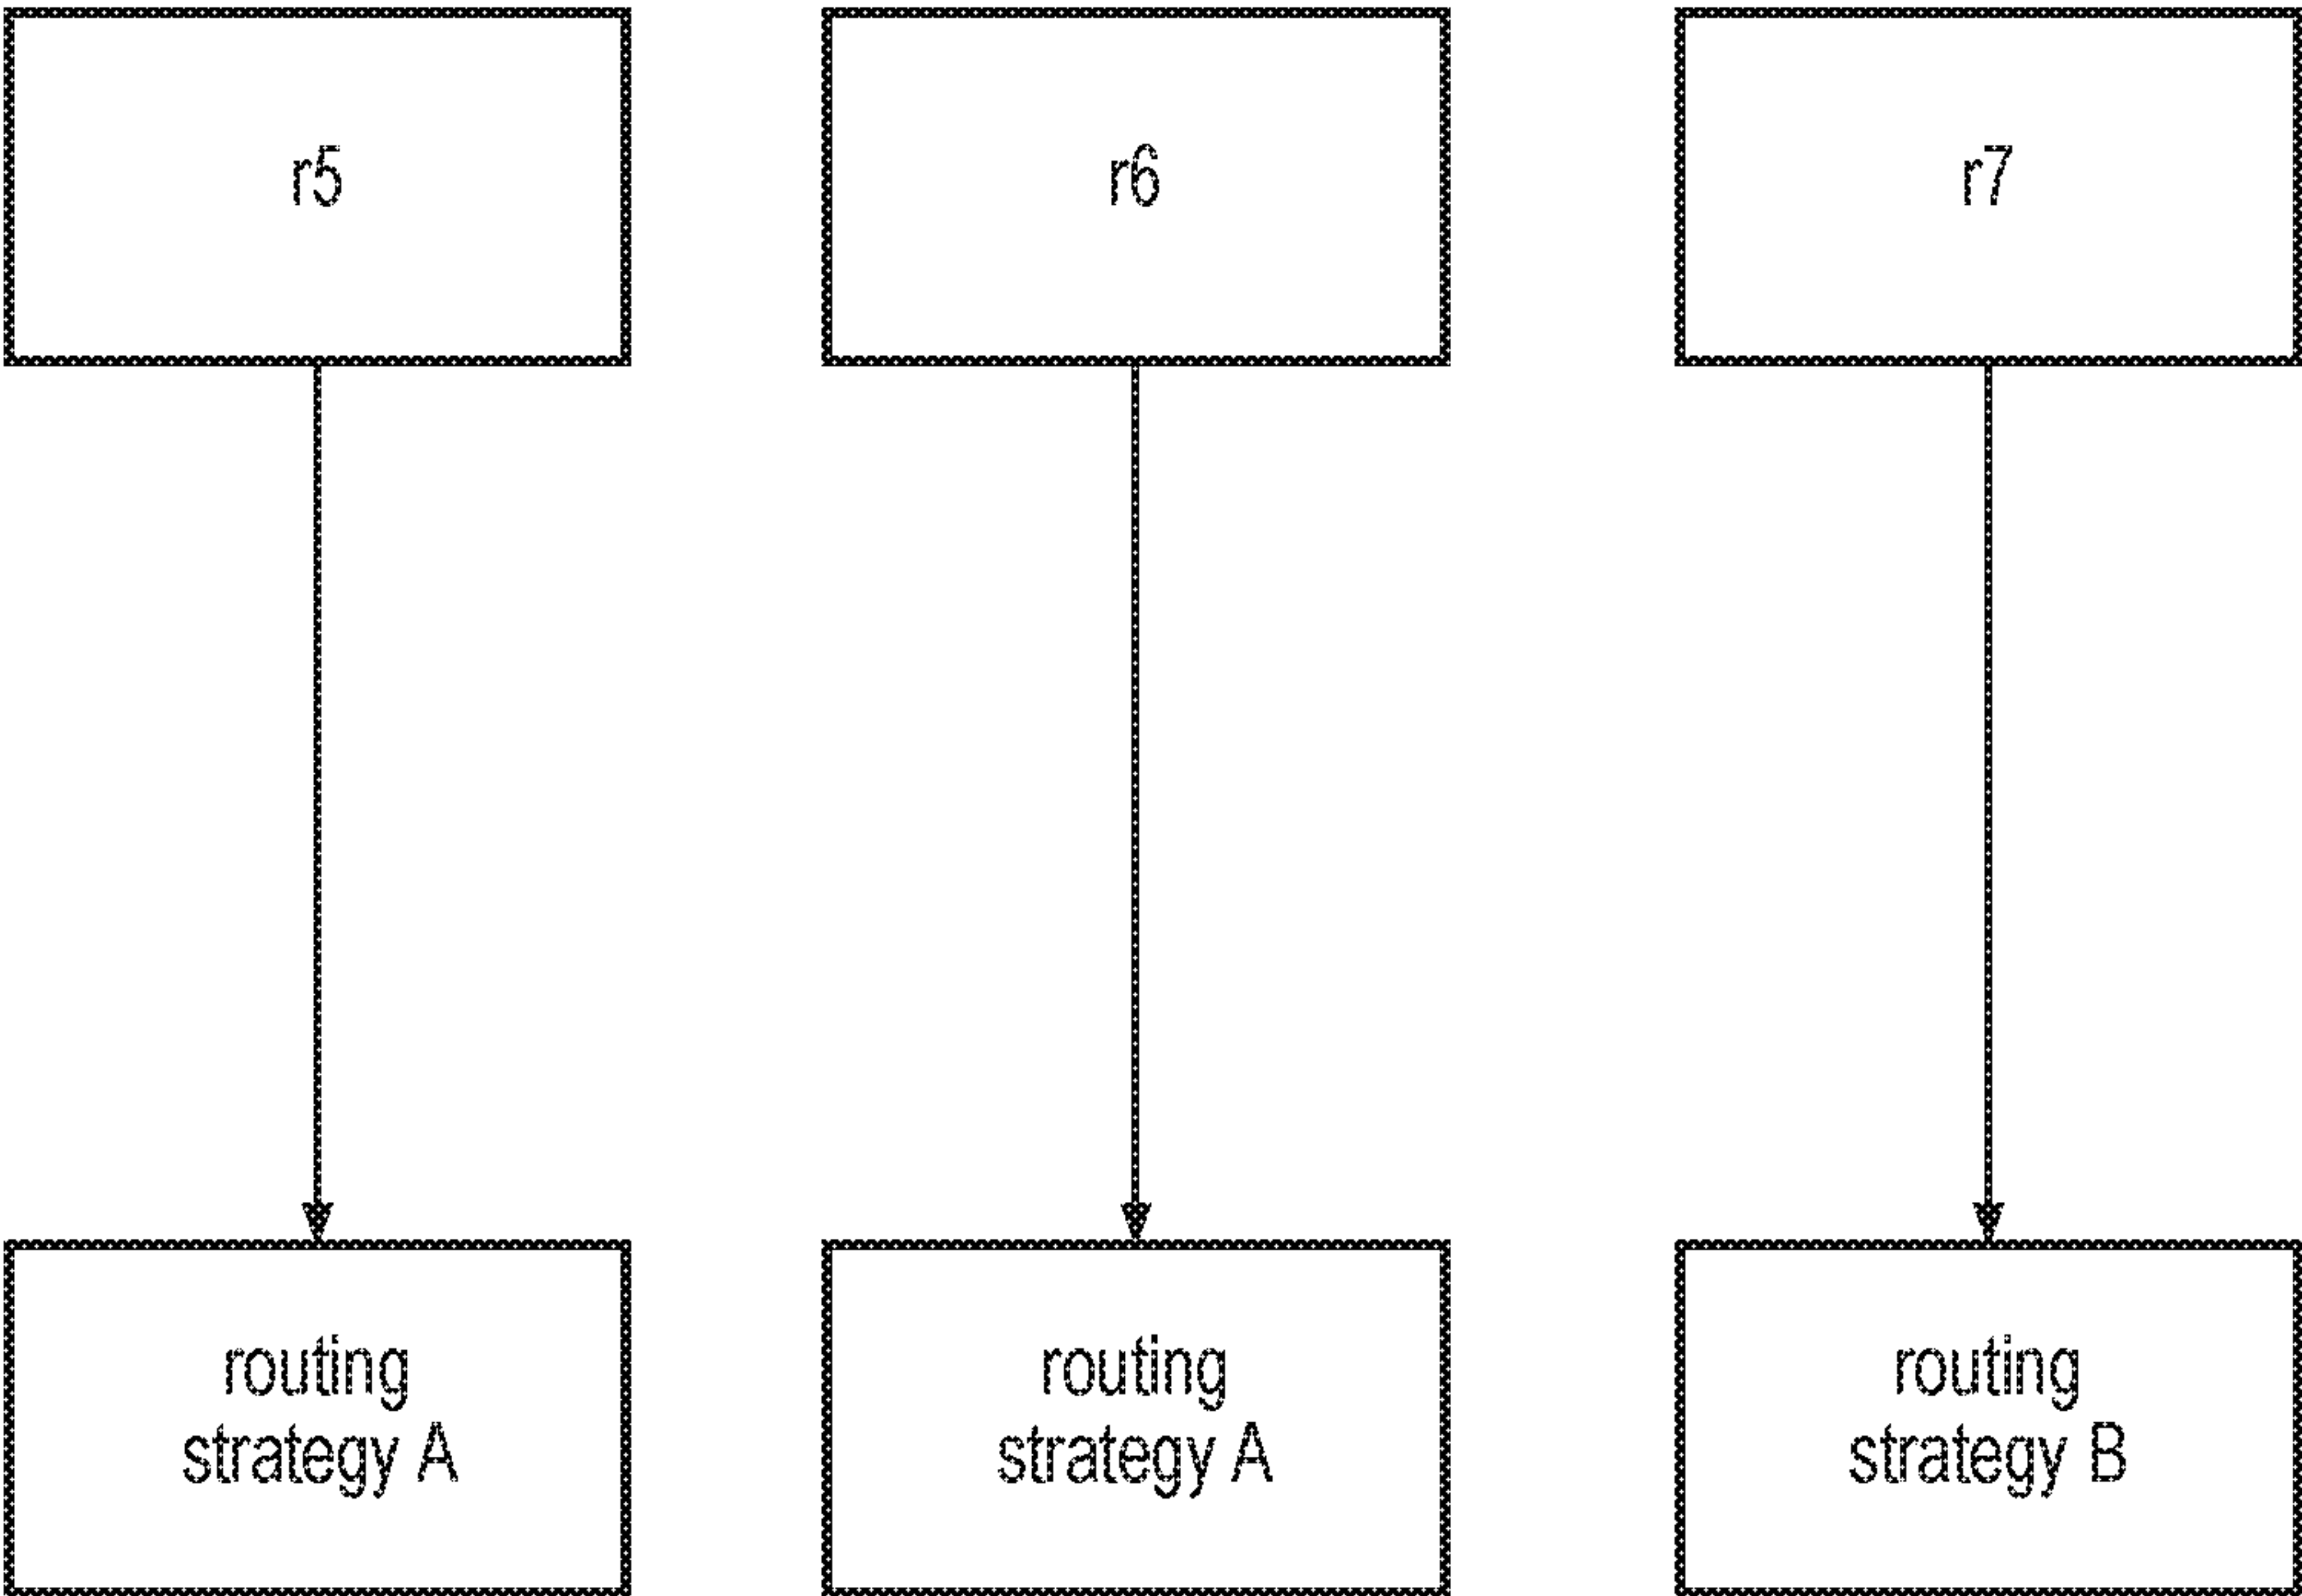 r5
r6
r7
routing
strategy A
routing
strategy A
routing
strategy B